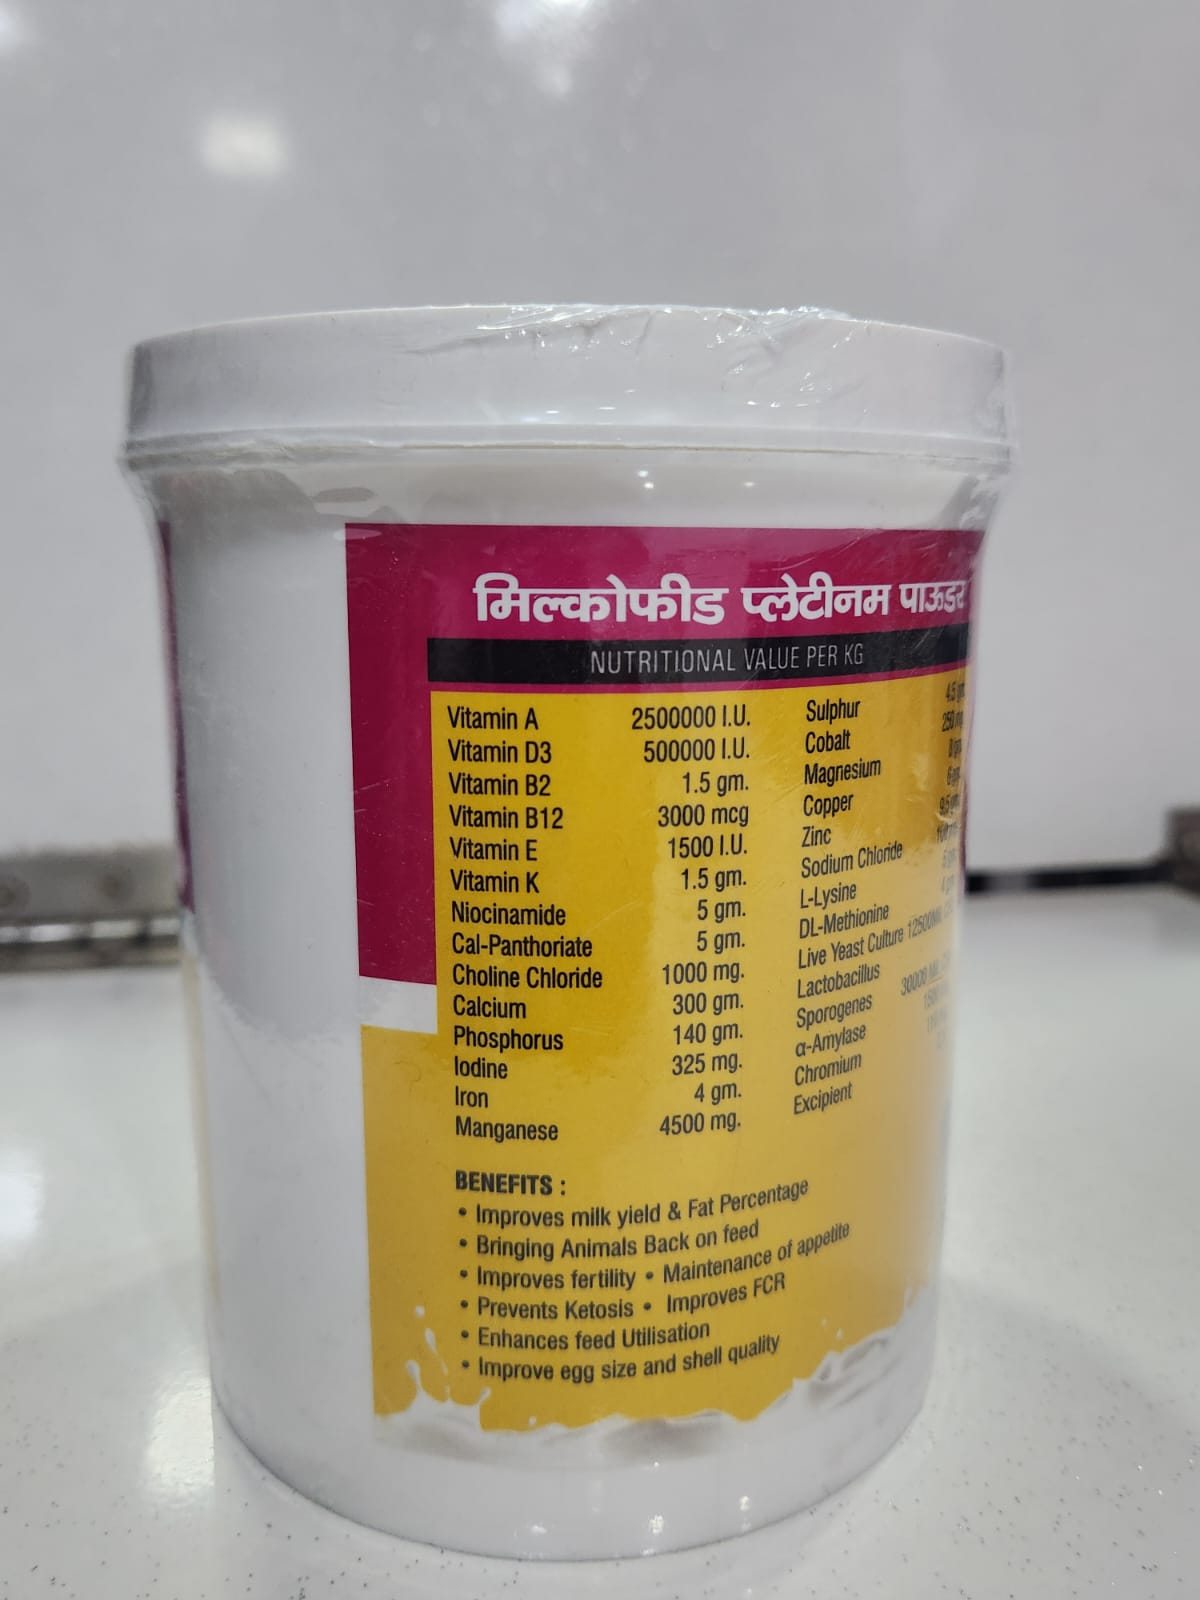 मिल्कोफीड प्लेटीनम पाऊडर
NUTRITIONAL VALUE PER KG
Vitamin A 2500000 I.U.
Vitamin D3 500000 I.U.
Vitamin B2 1.5 gm.
Vitamin B12 3000 mcg
Vitamin E 1500 I.U.
Vitamin K 1.5 gm.
Niocinamide 5 gm.
Cal-Panthoriate 5 gm.
Choline Chloride 1000 mg.
Calcium 300 gm.
Phosphorus 140 gm.
Iodine 325 mg.
Iron 4 gm.
Manganese 4500 mg.
Sulphur
Cobalt
Magnesium
Copper
Zinc
Sodium Chloride
L-Lysine
DL-Methionine
Live Yeast Culture
Lactobacillus
Sporogenes
α-Amylase
Chromium
Excipient
BENEFITS :
• Improves milk yield & Fat Percentage
• Bringing Animals Back on feed
• Improves fertility • Maintenance of appetite
• Prevents Ketosis • Improves FCR
• Enhances feed Utilisation
• Improve egg size and shell quality